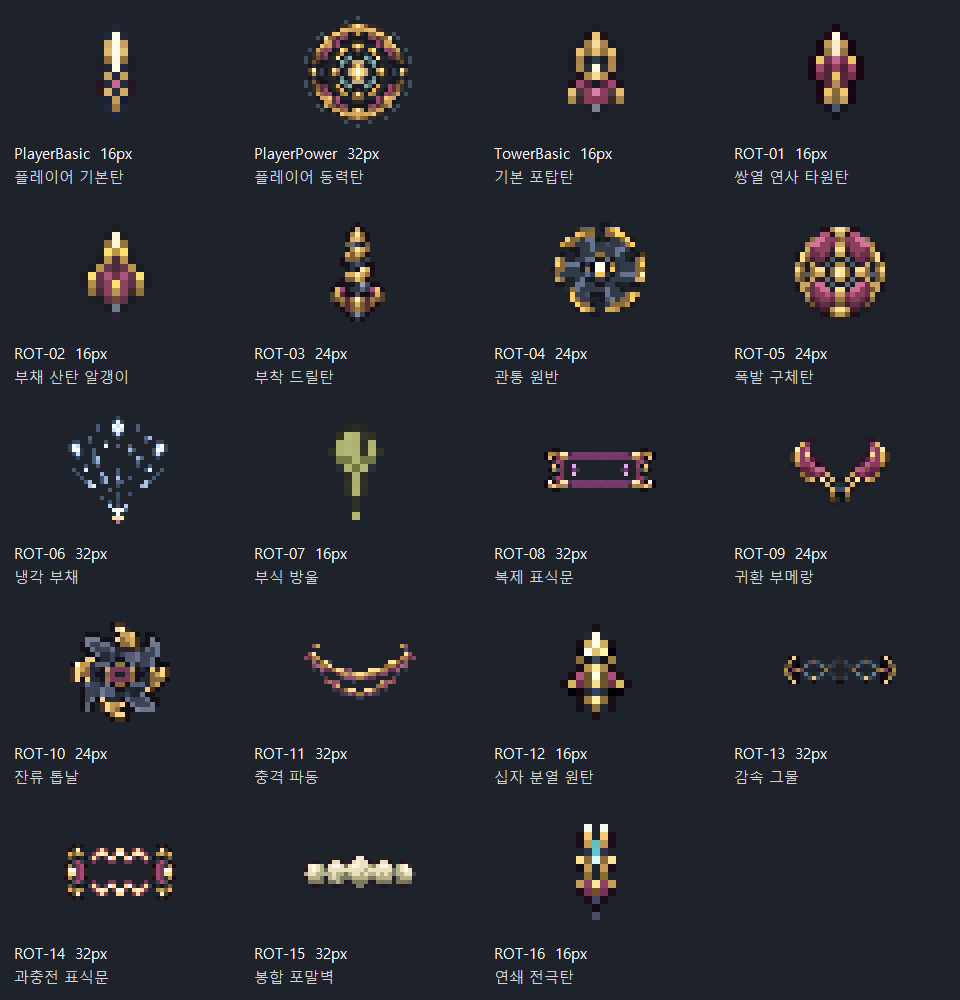 PlayerBasic 16px
플레이어 기본탄
PlayerPower 32px
플레이어 동력탄
TowerBasic 16px
기본 포탑탄
ROT-01 16px
쌍열 연사 타원탄
ROT-02 16px
부채 산탄 알갱이
ROT-03 24px
부착 드릴탄
ROT-04 24px
관통 원반
ROT-05 24px
폭발 구체탄
ROT-06 32px
냉각 부채
ROT-07 16px
부식 방울
ROT-08 32px
복제 표식문
ROT-09 24px
귀환 부메랑
ROT-10 24px
잔류 톱날
ROT-11 32px
충격 파동
ROT-12 16px
십자 분열 원탄
ROT-13 32px
감속 그물
ROT-14 32px
과충전 표식문
ROT-15 32px
봉합 포말벽
ROT-16 16px
연쇄 전극탄